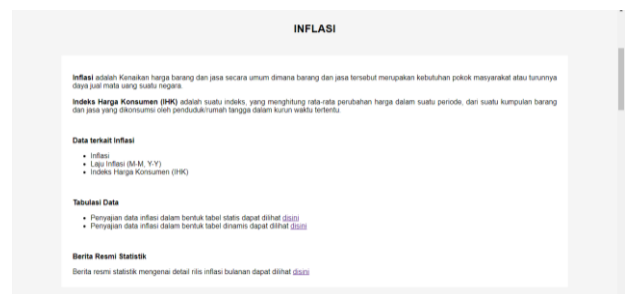 INFLASI
Inflasi adalah Kenaikan harga barang dan jasa secara umum dimana barang dan jasa tersebut merupakan kebutuhan pokok masyarakat atau turunnya
daya jual mata uang suatu negara.
Indeks Harga Konsumen (IHK) adalah suatu indeks, yang menghitung rata-rata perubahan harga dalam suatu periode, dari suatu kumpulan barang
dan jasa yang dikonsumsi oleh penduduk/rumah tangga dalam kurun waktu tertentu.
Data terkait Inflasi
• Inflasi
• Laju Inflasi (M-M, Y-Y)
• Indeks Harga Konsumen (IHK)
Tabulasi Data
• Penyajian data inflasi dalam bentuk tabel statis dapat dilihat disini
• Penyajian data inflasi dalam bentuk tabel dinamis dapat dilihat disini
Berita Resmi Statistik
Berita resmi statistik mengenai detail rilis inflasi bulanan dapat dilihat disini